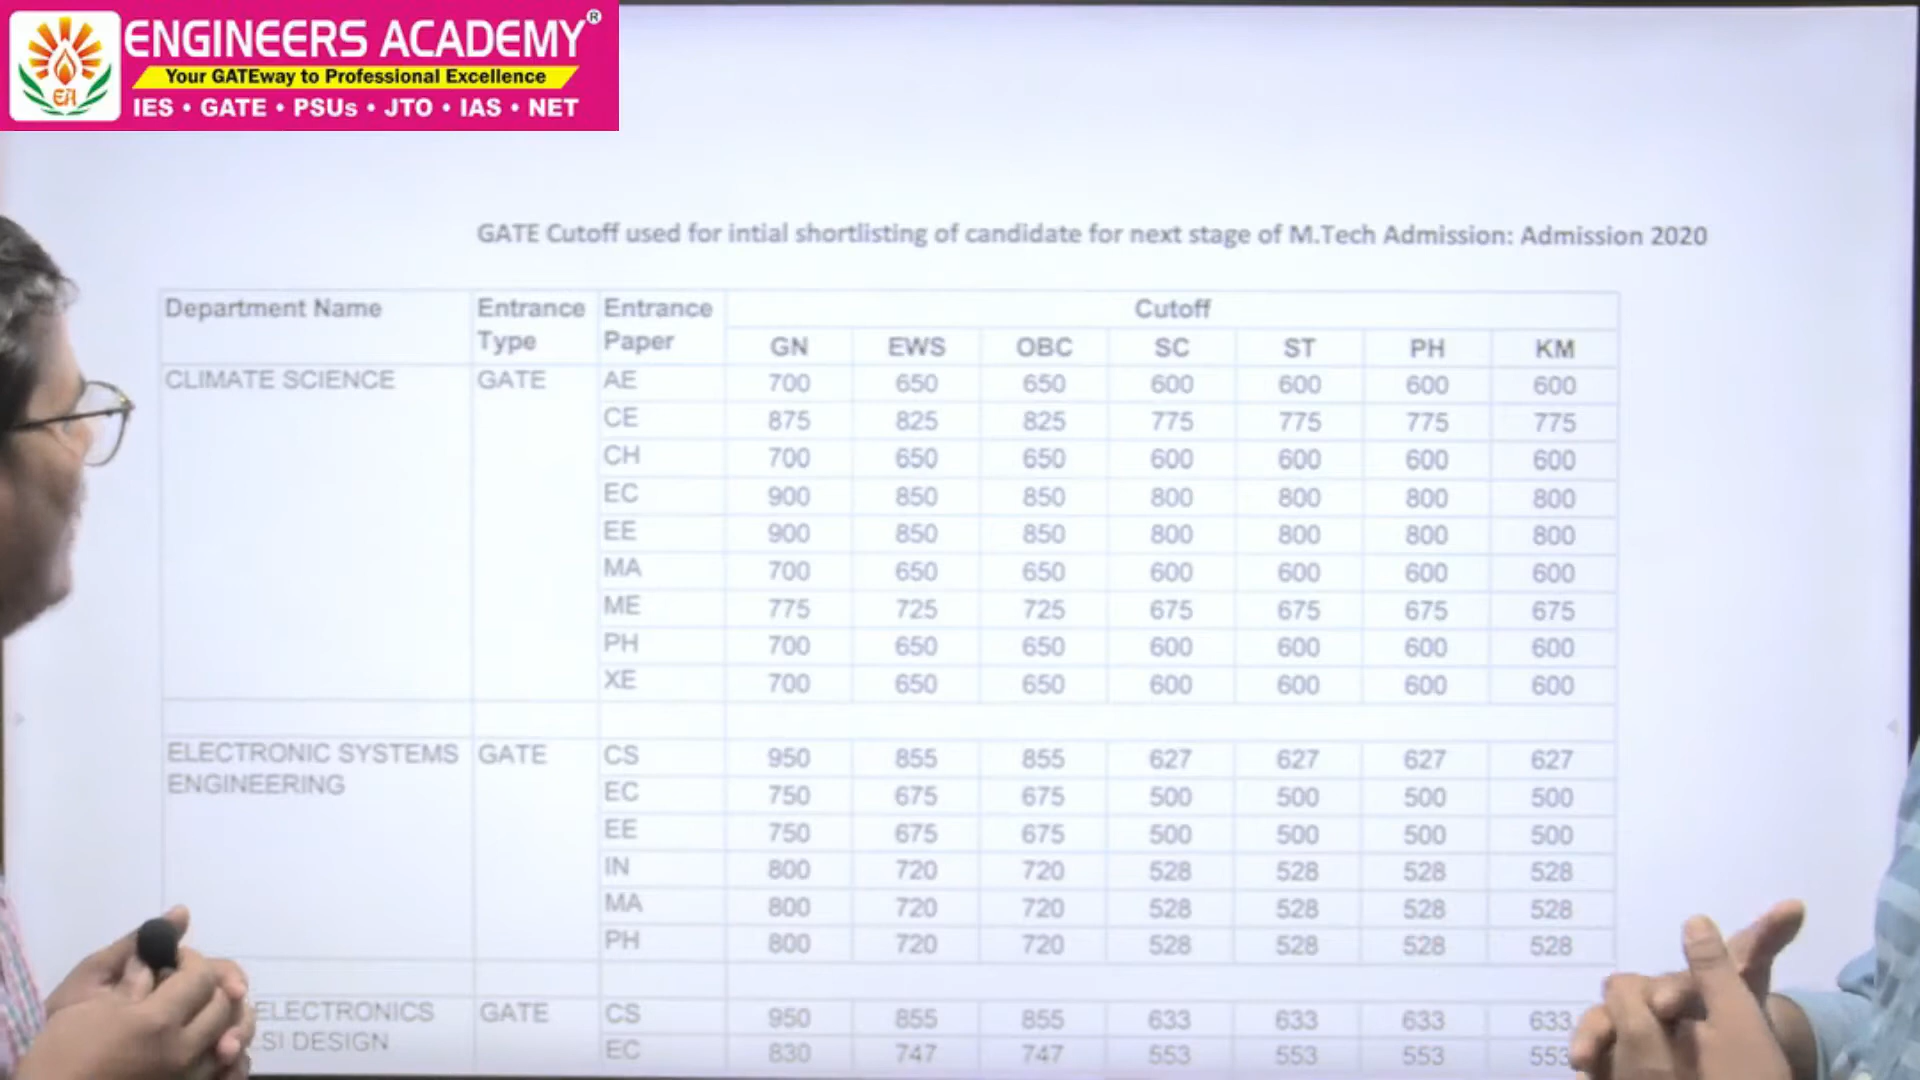 ENGINEERS ACADEMY®
Your GATEway to Professional Excellence
IES • GATE • PSUs • JTO • IAS • NET
GATE Cutoff used for intial shortlisting of candidate for next stage of M.Tech Admission: Admission 2020
Department Name Entrance Type Entrance Paper Cutoff
GN EWS OBC SC ST PH KM
CLIMATE SCIENCE GATE AE 700 650 650 600 600 600 600
CE 875 825 825 775 775 775 775
CH 700 650 650 600 600 600 600
EC 900 850 850 800 800 800 800
EE 900 850 850 800 800 800 800
MA 700 650 650 600 600 600 600
ME 775 725 725 675 675 675 675
PH 700 650 650 600 600 600 600
XE 700 650 650 600 600 600 600
ELECTRONIC SYSTEMS ENGINEERING GATE CS 950 855 855 627 627 627 627
EC 750 675 675 500 500 500 500
EE 750 675 675 500 500 500 500
IN 800 720 720 528 528 528 528
MA 800 720 720 528 528 528 528
PH 800 720 720 528 528 528 528
ELECTRONICS GATE CS 950 855 855 633 633 633 633
SI DESIGN EC 830 747 747 553 553 553 553